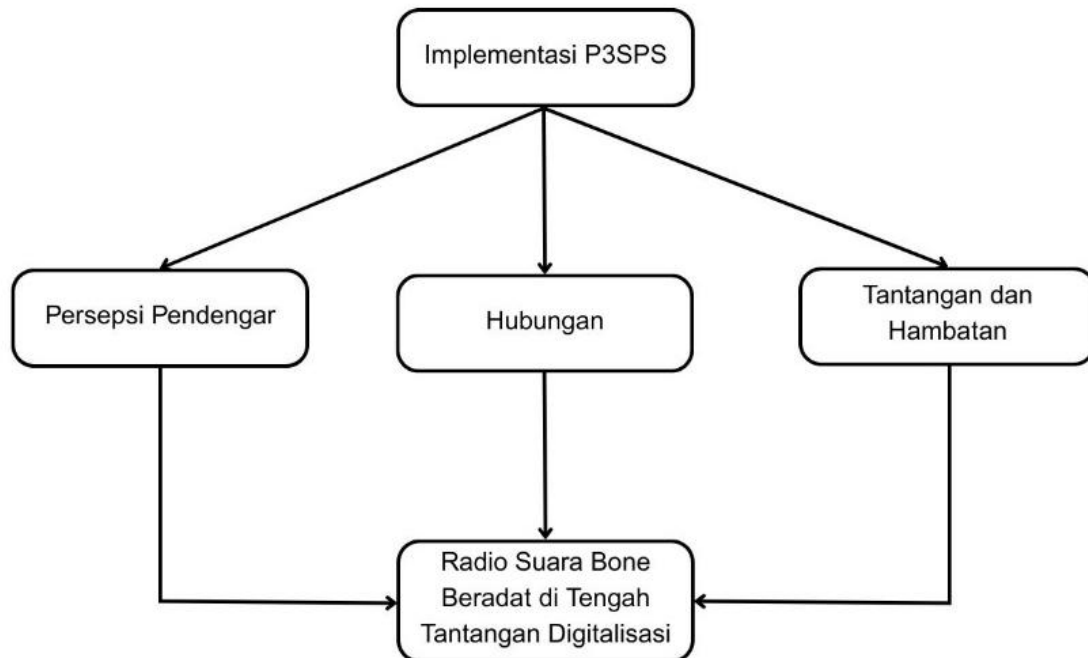 Implementasi P3SPS
Persepsi Pendengar
Hubungan
Tantangan dan
Hambatan
Radio Suara Bone
Beradat di Tengah
Tantangan Digitalisasi